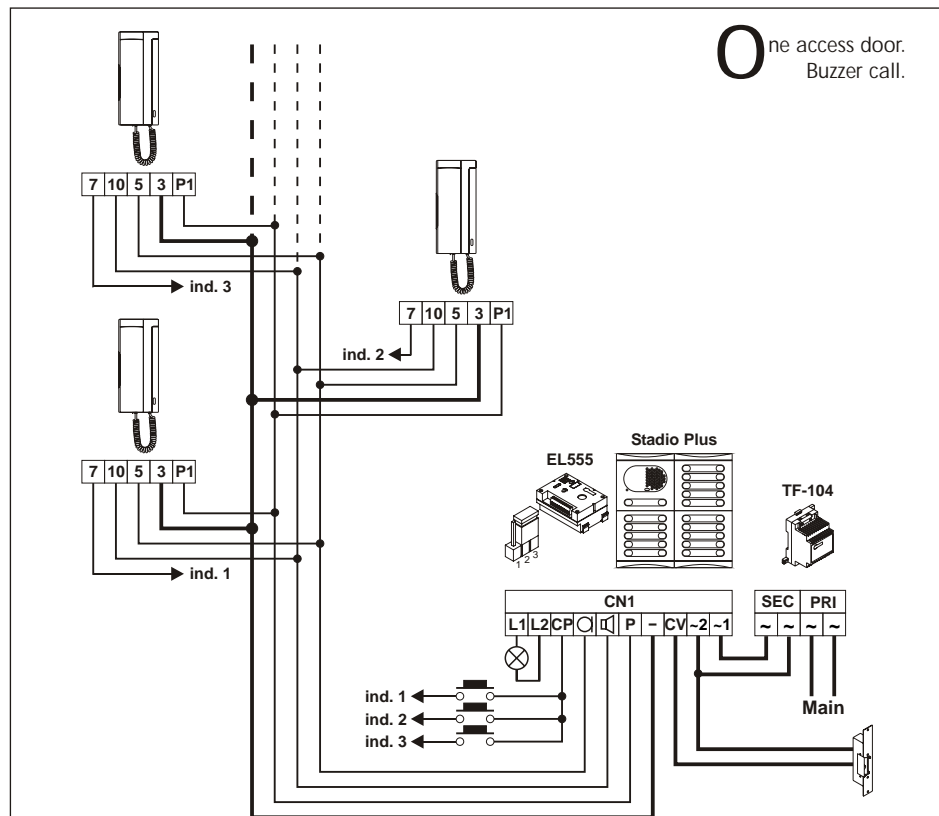 One access door.
Buzzer call.
7 10 5 3 P1
ind. 3
7 10 5 3 P1
ind. 2
7 10 5 3 P1
ind. 1
Stadio Plus
EL555
TF-104
1 2 3
CN1
SEC PRI
L1 L2 CP P – CV ~2 ~1 ~ ~ ~ ~
Main
ind. 1
ind. 2
ind. 3